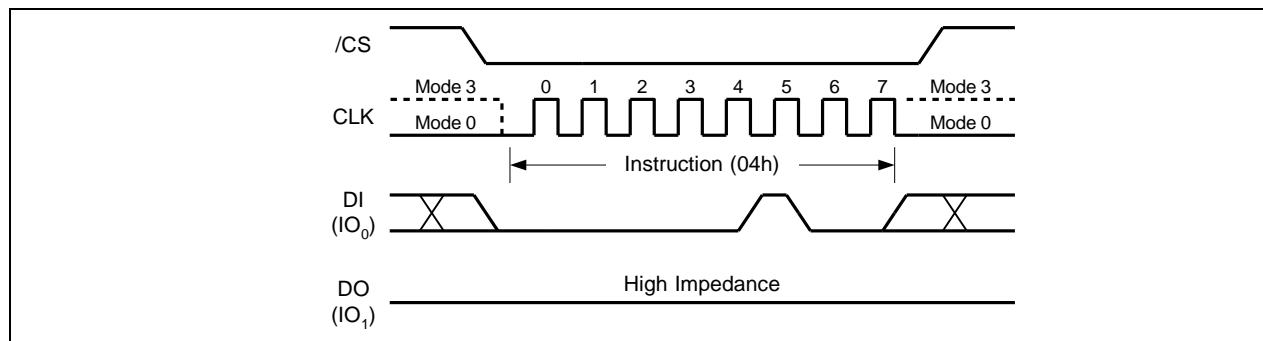 /CS
Mode 3 0 1 2 3 4 5 6 7 Mode 3
CLK
Mode 0 Mode 0
Instruction (04h)
DI
(IO₀)
High Impedance
DO
(IO₁)